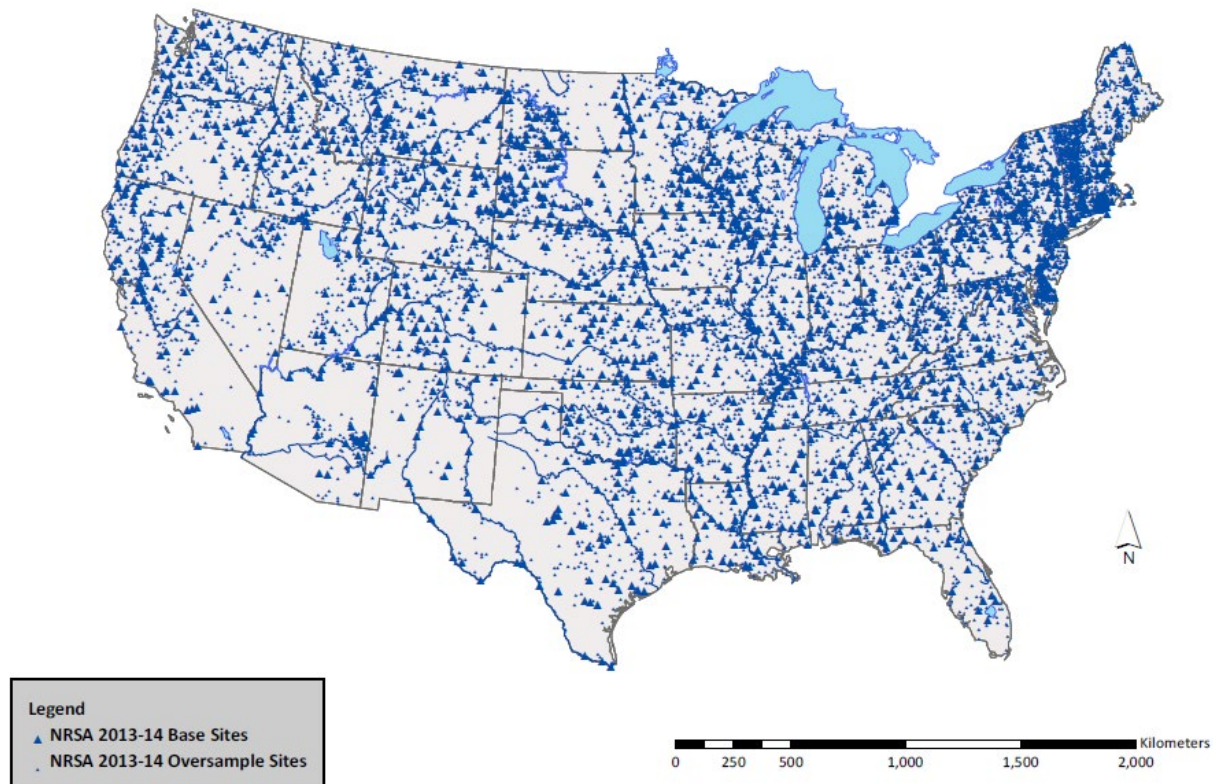 N
Legend
NRSA 2013-14 Base Sites
NRSA 2013-14 Oversample Sites
Kilometers
0 250 500 1,000 1,500 2,000